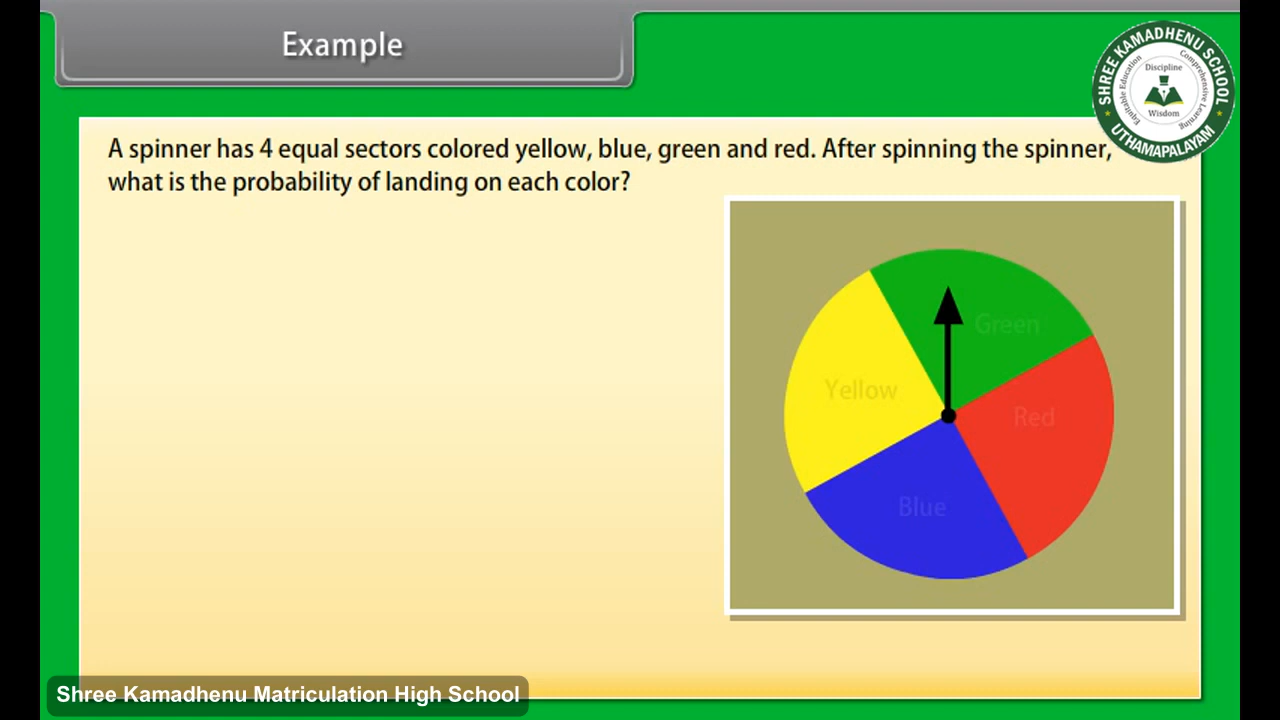 Example
SHREE KAMADHENU SCHOOL
Equitable Education
Discipline
Comprehensive Learning
Wisdom
UTHAMAPALAYAM
A spinner has 4 equal sectors colored yellow, blue, green and red. After spinning the spinner,
what is the probability of landing on each color?
Green
Yellow
Red
Blue
Shree Kamadhenu Matriculation High School